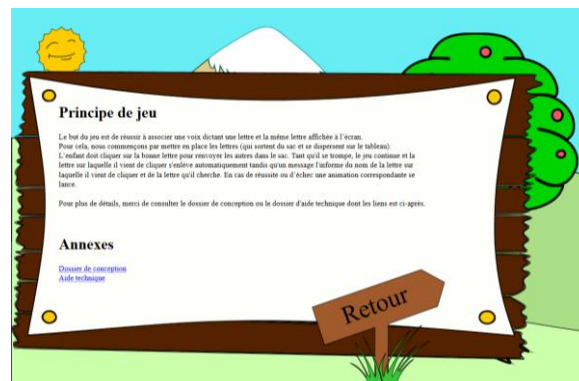 Principe de jeu
Le but du jeu est de réussir à associer une voix dictant une lettre et la même lettre affichée à l'écran.
Pour cela, nous commençons par mettre en place les lettres (qui sortent du sac et se dispersent sur le tableau).
L'enfant doit cliquer sur la bonne lettre pour renvoyer les autres dans le sac. Tant qu'il se trompe, le jeu continue et la
lettre sur laquelle il vient de cliquer s'enlève automatiquement tandis qu'un message l'informe du nom de la lettre sur
laquelle il vient de cliquer et de la lettre qu'il cherche. En cas de réussite ou d'échec une animation correspondante se
lance.
Pour plus de détails, merci de consulter le dossier de conception ou le dossier d'aide technique dont les liens est ci-après.
Annexes
Dossier de conception
Aide technique
Retour